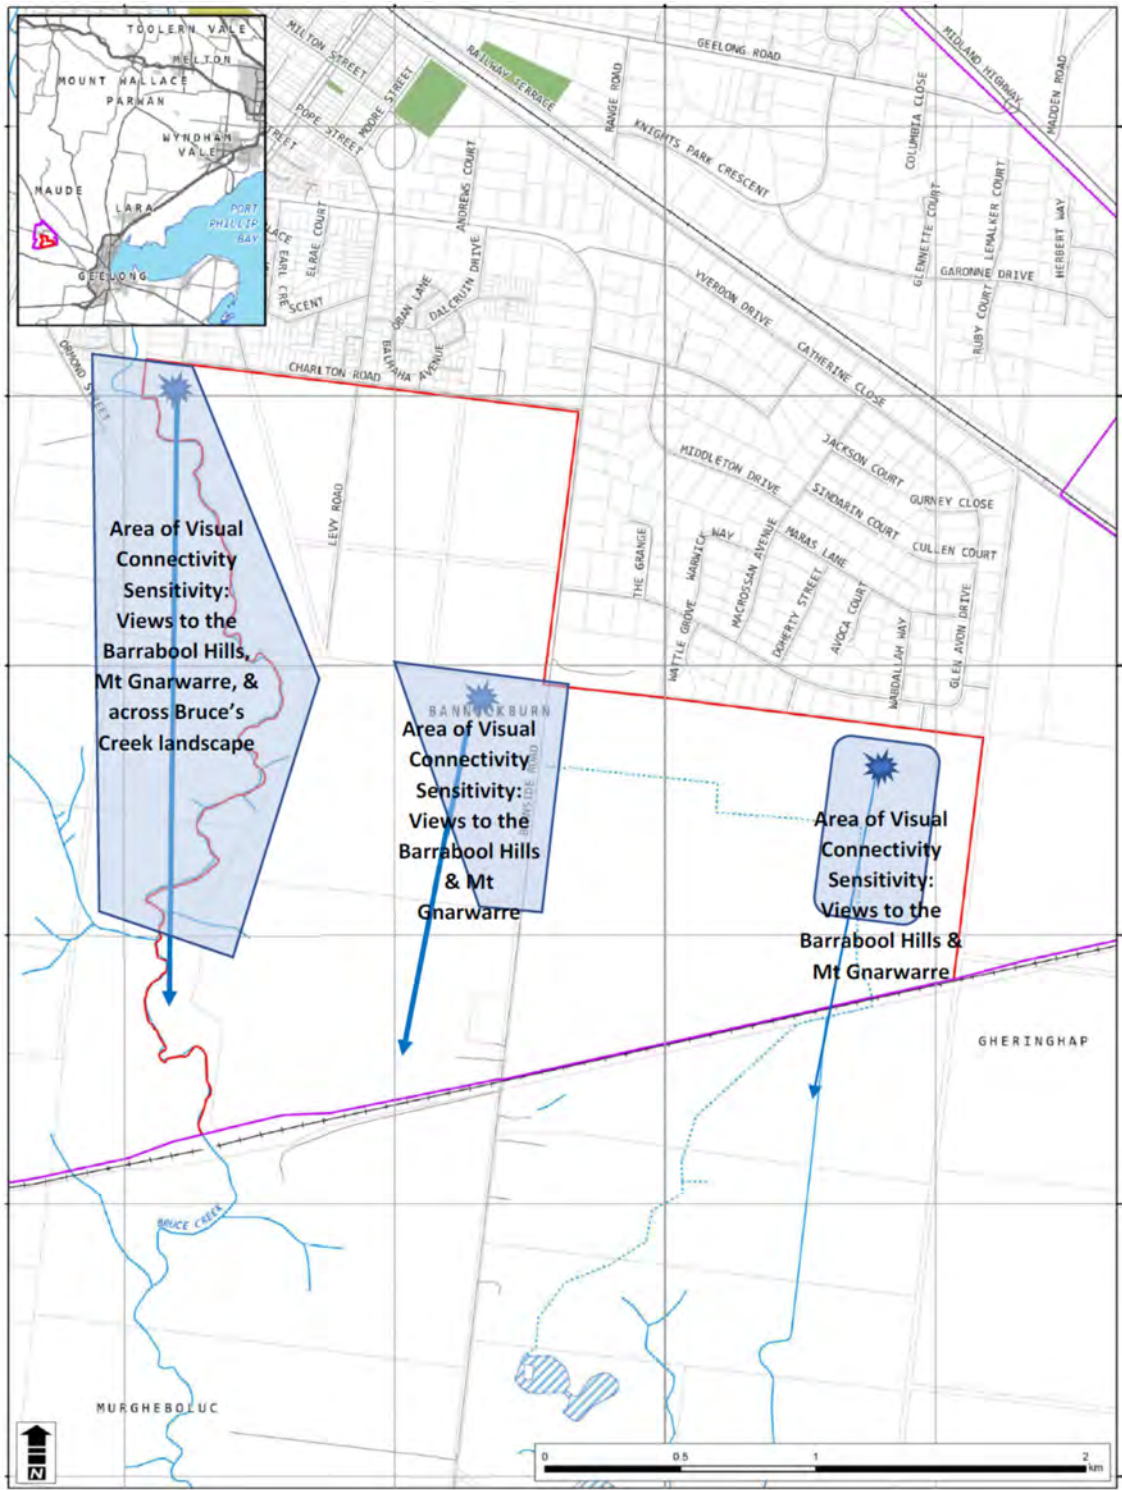 TOOLERN VALE
MELTON
MOUNT WALLACE
PARWAN
WYNDHAM
VALE
MAUDE
LARA
PORT
PHILLIP
BAY
GEELONG
MILTON STREET
RAILWAY TERRACE
GEELONG ROAD
MIDLAND HIGHWAY
MADDEN ROAD
POPE STREET
MOORE STREET
RANGE ROAD
KNIGHTS PARK CRESCENT
COLUMBIA CLOSE
ANDREWS COURT
ELRAE COURT
EARL CRE
SCENT
GLENNETTE COURT
LEMALKER COURT
HERBERT WAY
GARONNE DRIVE
RUBY COURT
OBAN LANE
DALCRUIN DRIVE
BALMAHA AVENUE
YVERDON DRIVE
CATHERINE CLOSE
ORMOND STREET
CHARLTON ROAD
LEVY ROAD
MIDDLETON DRIVE
JACKSON COURT
GURNEY CLOSE
SINDARIN COURT
CULLEN COURT
THE GRANGE
WARWICK WAY
MACROSSAN AVENUE
MARAS LANE
DOHERTY STREET
AVOCA COURT
WATTLE GROVE
WABDALLAH WAY
GLEN AVON DRIVE
Area of Visual
Connectivity
Sensitivity:
Views to the
Barrabool Hills,
Mt Gnarwarre, &
across Bruce's
Creek landscape
Area of Visual
Connectivity
Sensitivity:
Views to the
Barrabool Hills
& Mt
Gnarwarre
Area of Visual
Connectivity
Sensitivity:
Views to the
Barrabool Hills &
Mt Gnarwarre
GHERINGHAP
BRUCE CREEK
MURGHEBOLUC
N
0 0.5 1 2
km